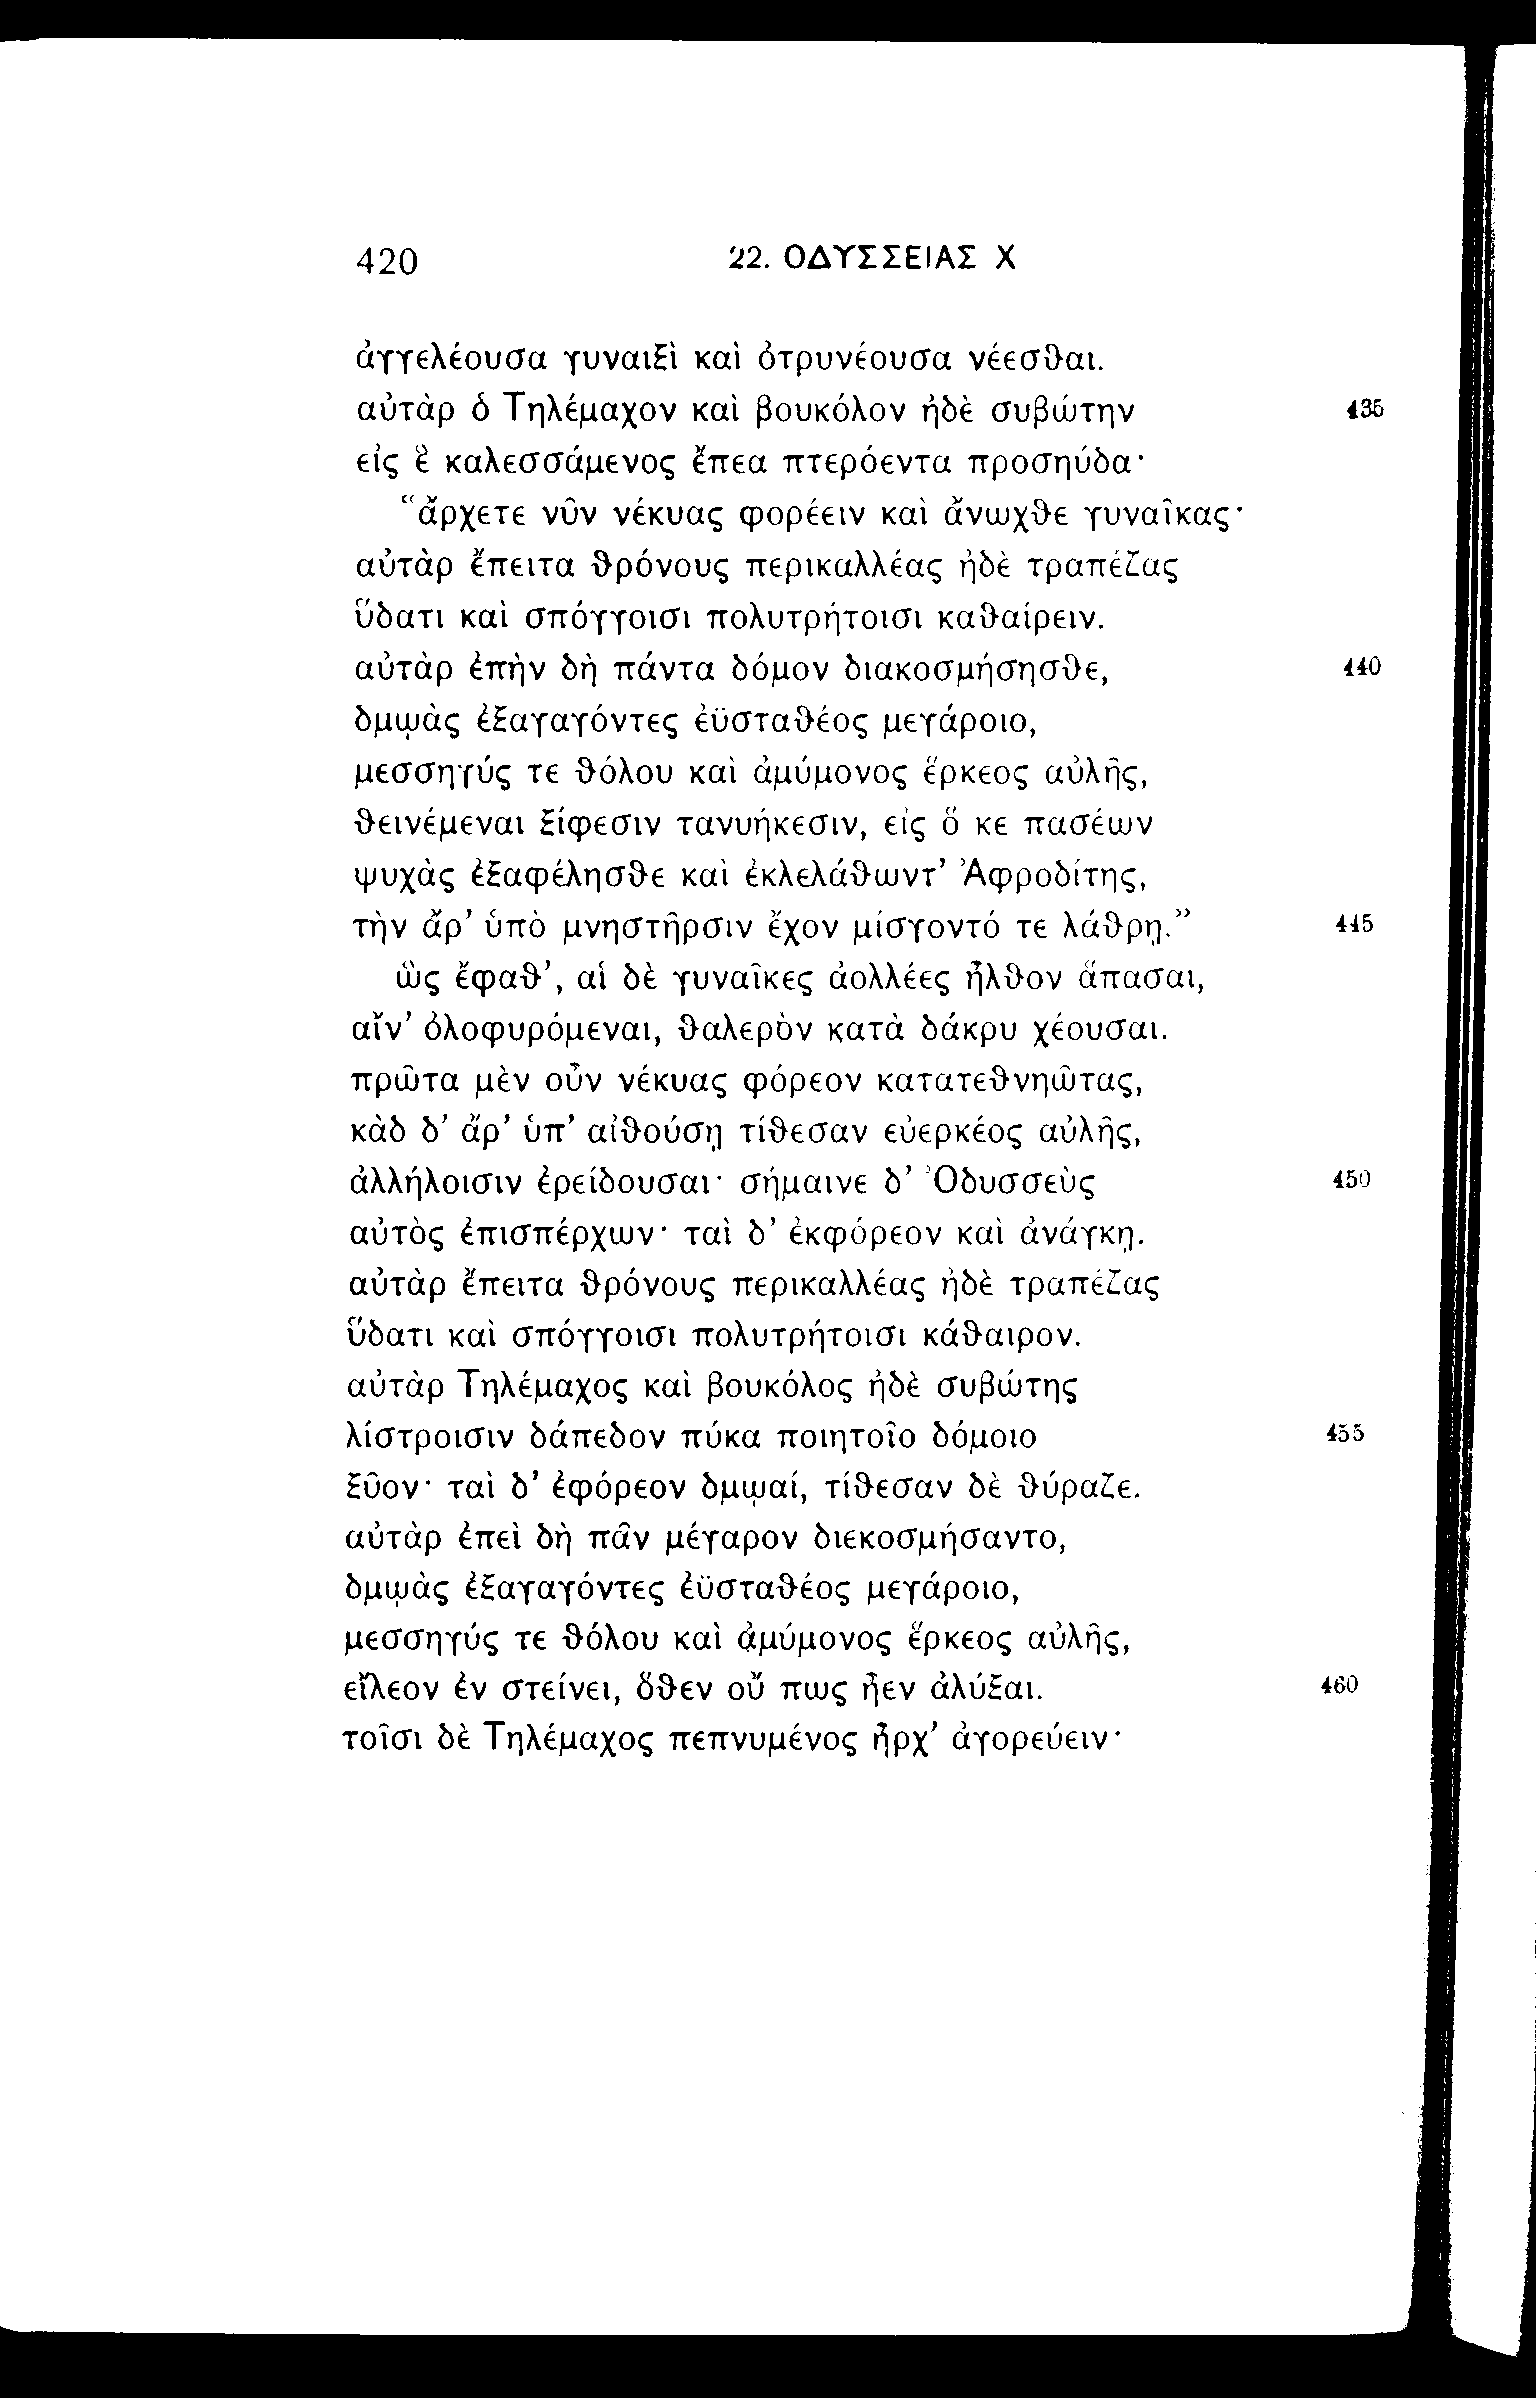 420 22. ΟΔΥΣΣΕΙΑΣ Χ
ἀγγελέουσα γυναιξὶ καὶ ὀτρυνέουσα νέεσθαι.
αὐτὰρ ὁ Τηλέμαχον καὶ βουκόλον ἠδὲ συβώτην 435
εἰς ἓ καλεσσάμενος ἔπεα πτερόεντα προσηύδα·
“ἄρχετε νῦν νέκυας φορέειν καὶ ἄνωχθε γυναῖκας·
αὐτὰρ ἔπειτα θρόνους περικαλλέας ἠδὲ τραπέζας
ὕδατι καὶ σπόγγοισι πολυτρήτοισι καθαίρειν.
αὐτὰρ ἐπὴν δὴ πάντα δόμον διακοσμήσησθε, 440
δμῳὰς ἐξαγαγόντες ἐϋσταθέος μεγάροιο,
μεσσηγύς τε θόλου καὶ ἀμύμονος ἕρκεος αὐλῆς,
θεινέμεναι ξίφεσιν τανυήκεσιν, εἰς ὅ κε πασέων
ψυχὰς ἐξαφέλησθε καὶ ἐκλελάθωντ’ Ἀφροδίτης,
τὴν ἄρ’ ὑπὸ μνηστῆρσιν ἔχον μίσγοντό τε λάθρῃ.” 445
ὣς ἔφαθ’, αἱ δὲ γυναῖκες ἀολλέες ἦλθον ἅπασαι,
αἴν’ ὀλοφυρόμεναι, θαλερὸν κατὰ δάκρυ χέουσαι.
πρῶτα μὲν οὖν νέκυας φόρεον κατατεθνηῶτας,
κὰδ δ’ ἄρ’ ὑπ’ αἰθούσῃ τίθεσαν εὐερκέος αὐλῆς,
ἀλλήλοισιν ἐρείδουσαι· σήμαινε δ’ Ὀδυσσεὺς 450
αὐτὸς ἐπισπέρχων· ταὶ δ’ ἐκφόρεον καὶ ἀνάγκῃ.
αὐτὰρ ἔπειτα θρόνους περικαλλέας ἠδὲ τραπέζας
ὕδατι καὶ σπόγγοισι πολυτρήτοισι κάθαιρον.
αὐτὰρ Τηλέμαχος καὶ βουκόλος ἠδὲ συβώτης
λίστροισιν δάπεδον πύκα ποιητοῖο δόμοιο 455
ξῦον· ταὶ δ’ ἐφόρεον δμῳαί, τίθεσαν δὲ θύραζε.
αὐτὰρ ἐπεὶ δὴ πᾶν μέγαρον διεκοσμήσαντο,
δμῳὰς ἐξαγαγόντες ἐϋσταθέος μεγάροιο,
μεσσηγύς τε θόλου καὶ ἀμύμονος ἕρκεος αὐλῆς,
εἴλεον ἐν στείνει, ὅθεν οὔ πως ἦεν ἀλύξαι. 460
τοῖσι δὲ Τηλέμαχος πεπνυμένος ἦρχ’ ἀγορεύειν·